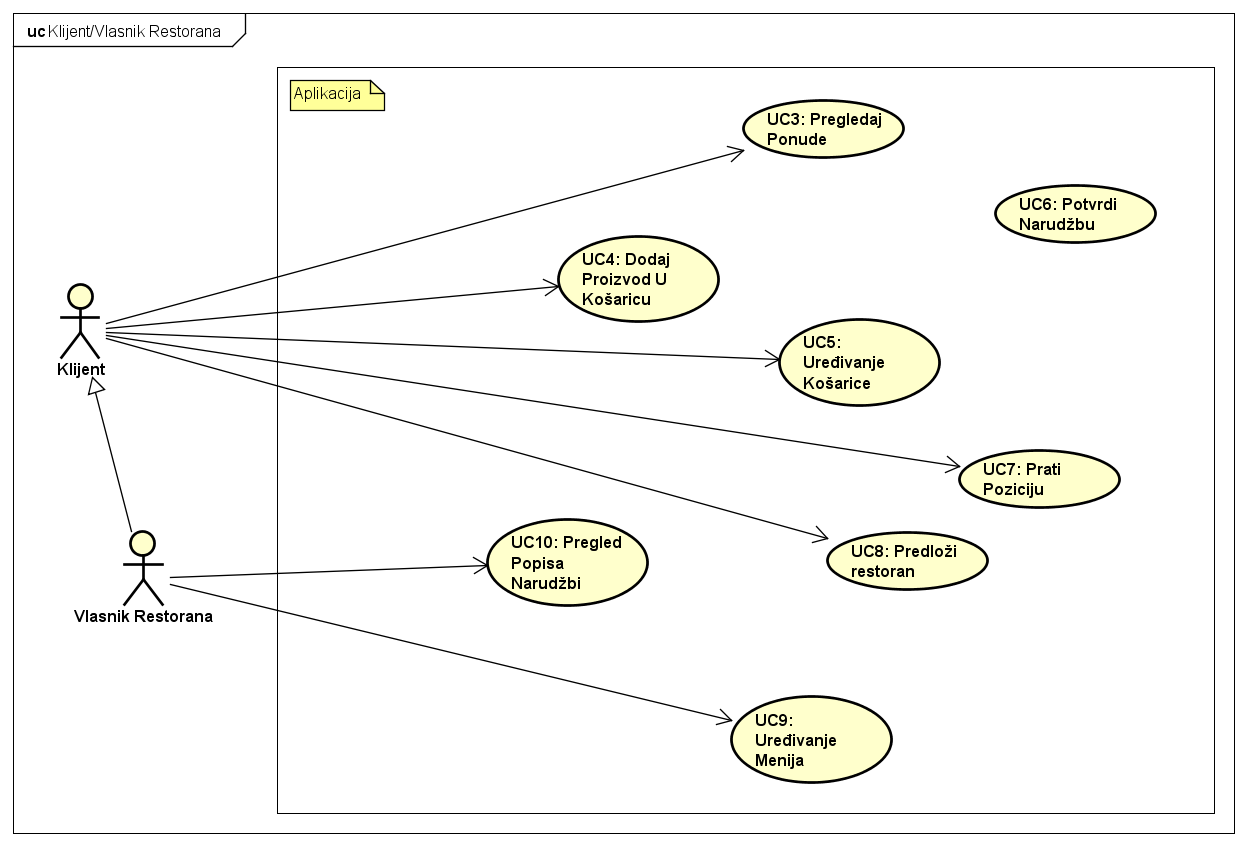 uc Klijent/Vlasnik Restorana
Aplikacija
UC3: Pregledaj
Ponude
UC6: Potvrdi
Narudžbu
UC4: Dodaj
Proizvod U
Košaricu
UC5:
Uređivanje
Košarice
Klijent
UC7: Prati
Poziciju
UC10: Pregled
Popisa
Narudžbi
UC8: Predloži
restoran
Vlasnik Restorana
UC9:
Uređivanje
Menija